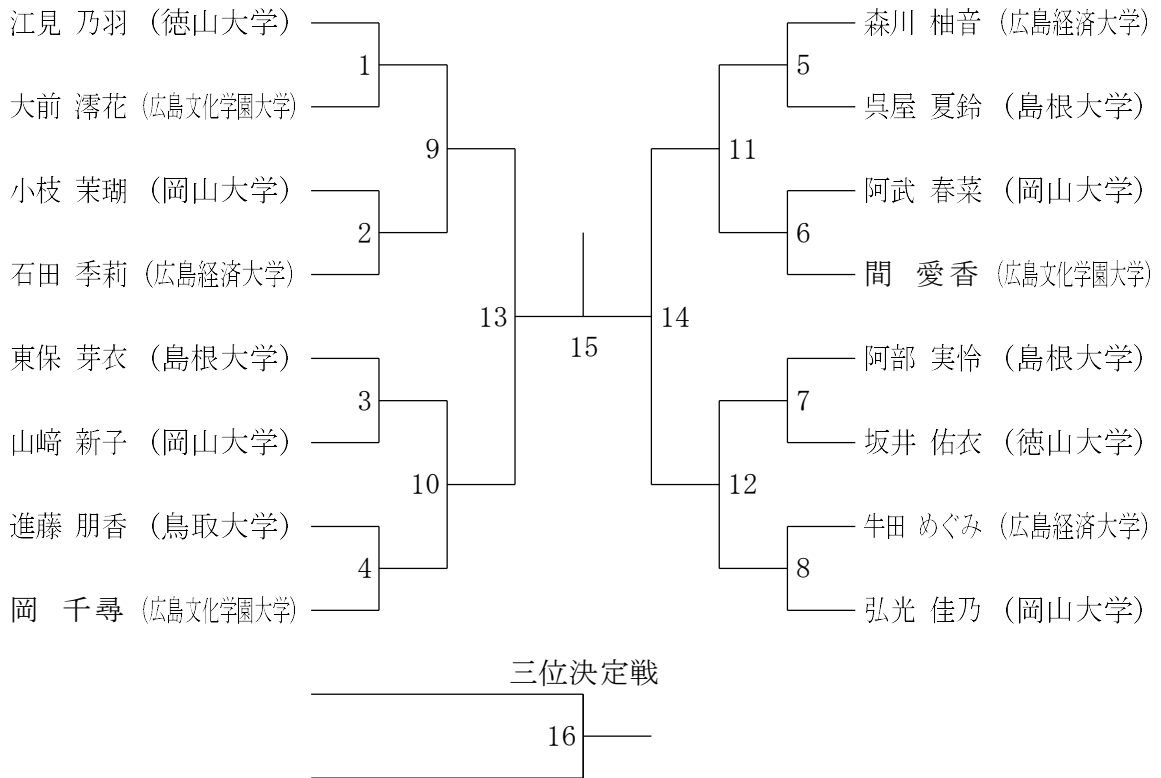 江見 乃羽 (徳山大学)
1
大前 澪花 (広島文化学園大学)
9
小枝 茉瑚 (岡山大学)
2
石田 季莉 (広島経済大学)
13
東保 芽衣 (島根大学)
3
山﨑 新子 (岡山大学)
10
進藤 朋香 (鳥取大学)
4
岡 千尋 (広島文化学園大学)
15
森川 柚音 (広島経済大学)
5
呉屋 夏鈴 (島根大学)
11
阿武 春菜 (岡山大学)
6
間 愛香 (広島文化学園大学)
14
阿部 実怜 (島根大学)
7
坂井 佑衣 (徳山大学)
12
牛田 めぐみ (広島経済大学)
8
弘光 佳乃 (岡山大学)
三位決定戦
16